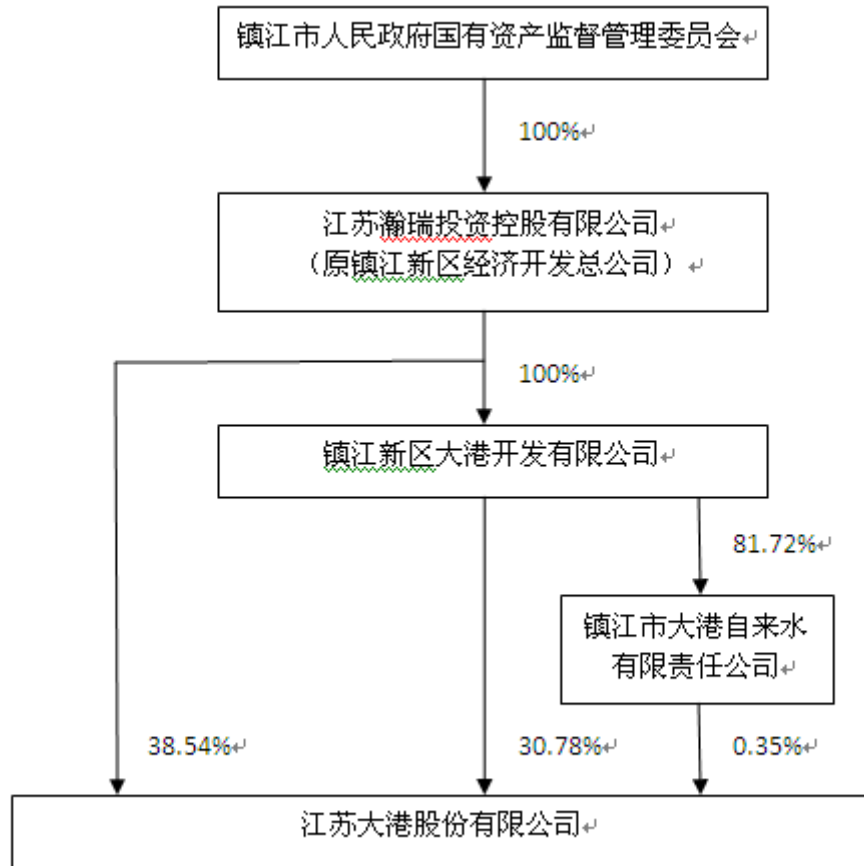 镇江市人民政府国有资产监督管理委员会
100%
江苏瀚瑞投资控股有限公司
（原镇江新区经济开发总公司）
100%
镇江新区大港开发有限公司
81.72%
镇江市大港自来水
有限责任公司
38.54%
30.78%
0.35%
江苏大港股份有限公司